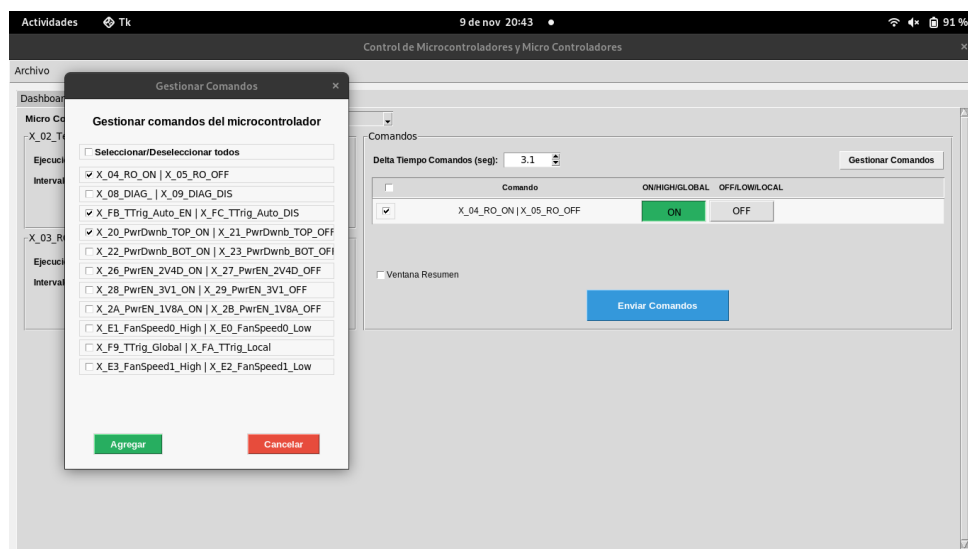 Actividades Tk 9 de nov 20:43 91 %
Control de Microcontroladores y Micro Controladores
Archivo
Gestionar Comandos
Dashboar
Micro Co
X_02_Te
Ejecuci
Interval
X_03_R
Ejecuci
Interval
Gestionar comandos del microcontrolador
Seleccionar/Deseleccionar todos
X_04_RO_ON | X_05_RO_OFF
X_08_DIAG_ | X_09_DIAG_DIS
X_FB_TTrig_Auto_EN | X_FC_TTrig_Auto_DIS
X_20_PwrDwnb_TOP_ON | X_21_PwrDwnb_TOP_OFF
X_22_PwrDwnb_BOT_ON | X_23_PwrDwnb_BOT_OFF
X_26_PwrEN_2V4D_ON | X_27_PwrEN_2V4D_OFF
X_28_PwrEN_3V1_ON | X_29_PwrEN_3V1_OFF
X_2A_PwrEN_1V8A_ON | X_2B_PwrEN_1V8A_OFF
X_E1_FanSpeed0_High | X_E0_FanSpeed0_Low
X_F9_TTrig_Global | X_FA_TTrig_Local
X_E3_FanSpeed1_High | X_E2_FanSpeed1_Low
Agregar Cancelar
Comandos
Delta Tiempo Comandos (seg): 3.1 Gestionar Comandos
Comando ON/HIGH/GLOBAL OFF/LOW/LOCAL
X_04_RO_ON | X_05_RO_OFF ON OFF
Ventana Resumen
Enviar Comandos